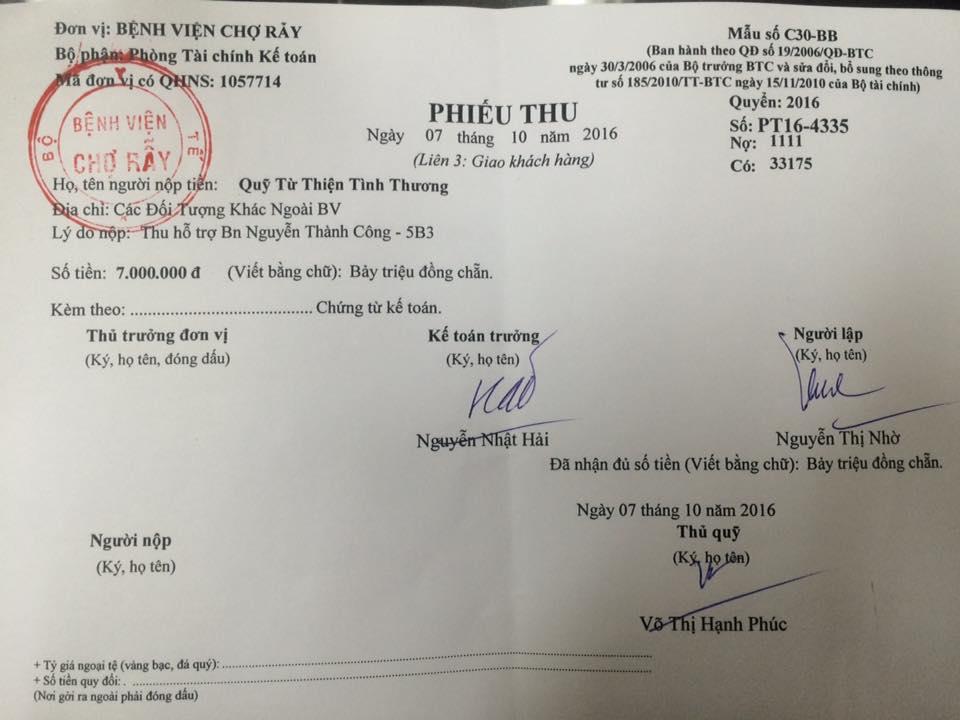 Đơn vị: BỆNH VIỆN CHỢ RẪY
Bộ phận: Phòng Tài chính Kế toán
Mã đơn vị có QHNS: 1057714
Mẫu số C30-BB
(Ban hành theo QĐ số 19/2006/QĐ-BTC
ngày 30/3/2006 của Bộ trưởng BTC và sửa đổi, bổ sung theo thông
tư số 185/2010/TT-BTC ngày 15/11/2010 của Bộ tài chính)
Quyển: 2016
Số: PT16-4335
Nợ: 1111
Có: 33175
BỘ Y TẾ
BỆNH VIỆN
CHỢ RẪY
PHIẾU THU
Ngày 07 tháng 10 năm 2016
(Liên 3: Giao khách hàng)
Họ, tên người nộp tiền: Quỹ Từ Thiện Tình Thương
Địa chỉ: Các Đối Tượng Khác Ngoài BV
Lý do nộp: Thu hỗ trợ Bn Nguyễn Thành Công - 5B3
Số tiền: 7.000.000 đ (Viết bằng chữ): Bảy triệu đồng chẵn.
Kèm theo: ........................................ Chứng từ kế toán.
Thủ trưởng đơn vị Kế toán trưởng Người lập
(Ký, họ tên, đóng dấu) (Ký, họ tên) (Ký, họ tên)
Nguyễn Nhật Hải Nguyễn Thị Nhờ
Đã nhận đủ số tiền (Viết bằng chữ): Bảy triệu đồng chẵn.
Ngày 07 tháng 10 năm 2016
Người nộp Thủ quỹ
(Ký, họ tên) (Ký, họ tên)
Võ Thị Hạnh Phúc
+ Tỷ giá ngoại tệ (vàng bạc, đá quý): ........................................
+ Số tiền quy đổi: . ........................................
(Nơi gởi ra ngoài phải đóng dấu)